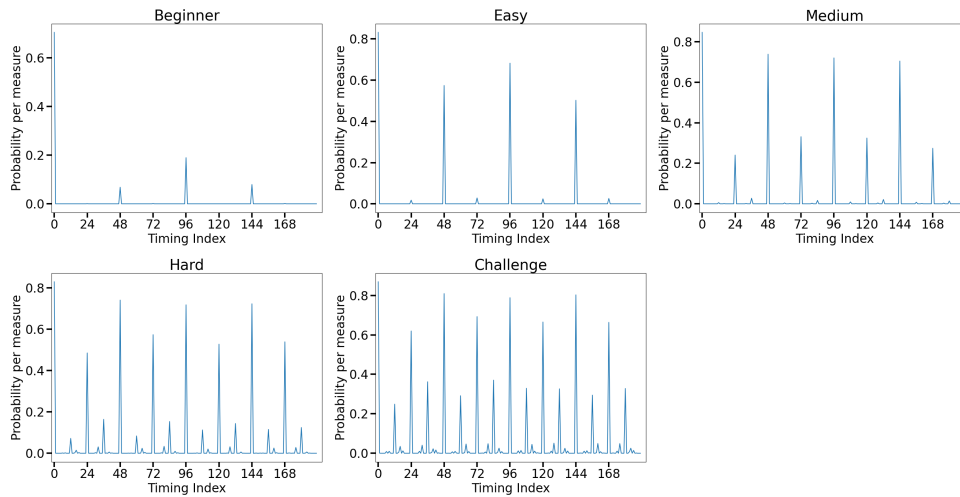 Beginner
Probability per measure
0.6
0.4
0.2
0.0
0 24 48 72 96 120 144 168
Timing Index
Easy
Probability per measure
0.8
0.6
0.4
0.2
0.0
0 24 48 72 96 120 144 168
Timing Index
Medium
Probability per measure
0.8
0.6
0.4
0.2
0.0
0 24 48 72 96 120 144 168
Timing Index
Hard
Probability per measure
0.8
0.6
0.4
0.2
0.0
0 24 48 72 96 120 144 168
Timing Index
Challenge
Probability per measure
0.8
0.6
0.4
0.2
0.0
0 24 48 72 96 120 144 168
Timing Index